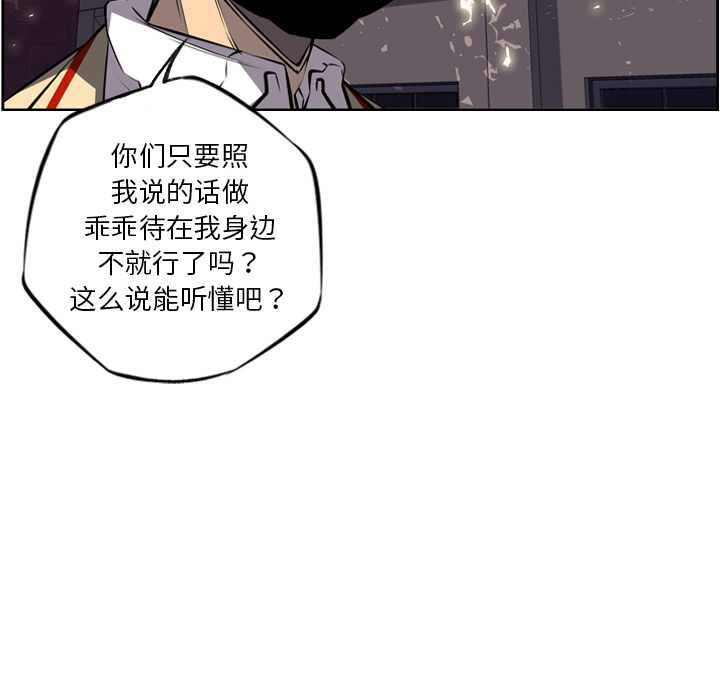 你们只要照
我说的话做
乖乖待在我身边
不就行了吗？
这么说能听懂吧？